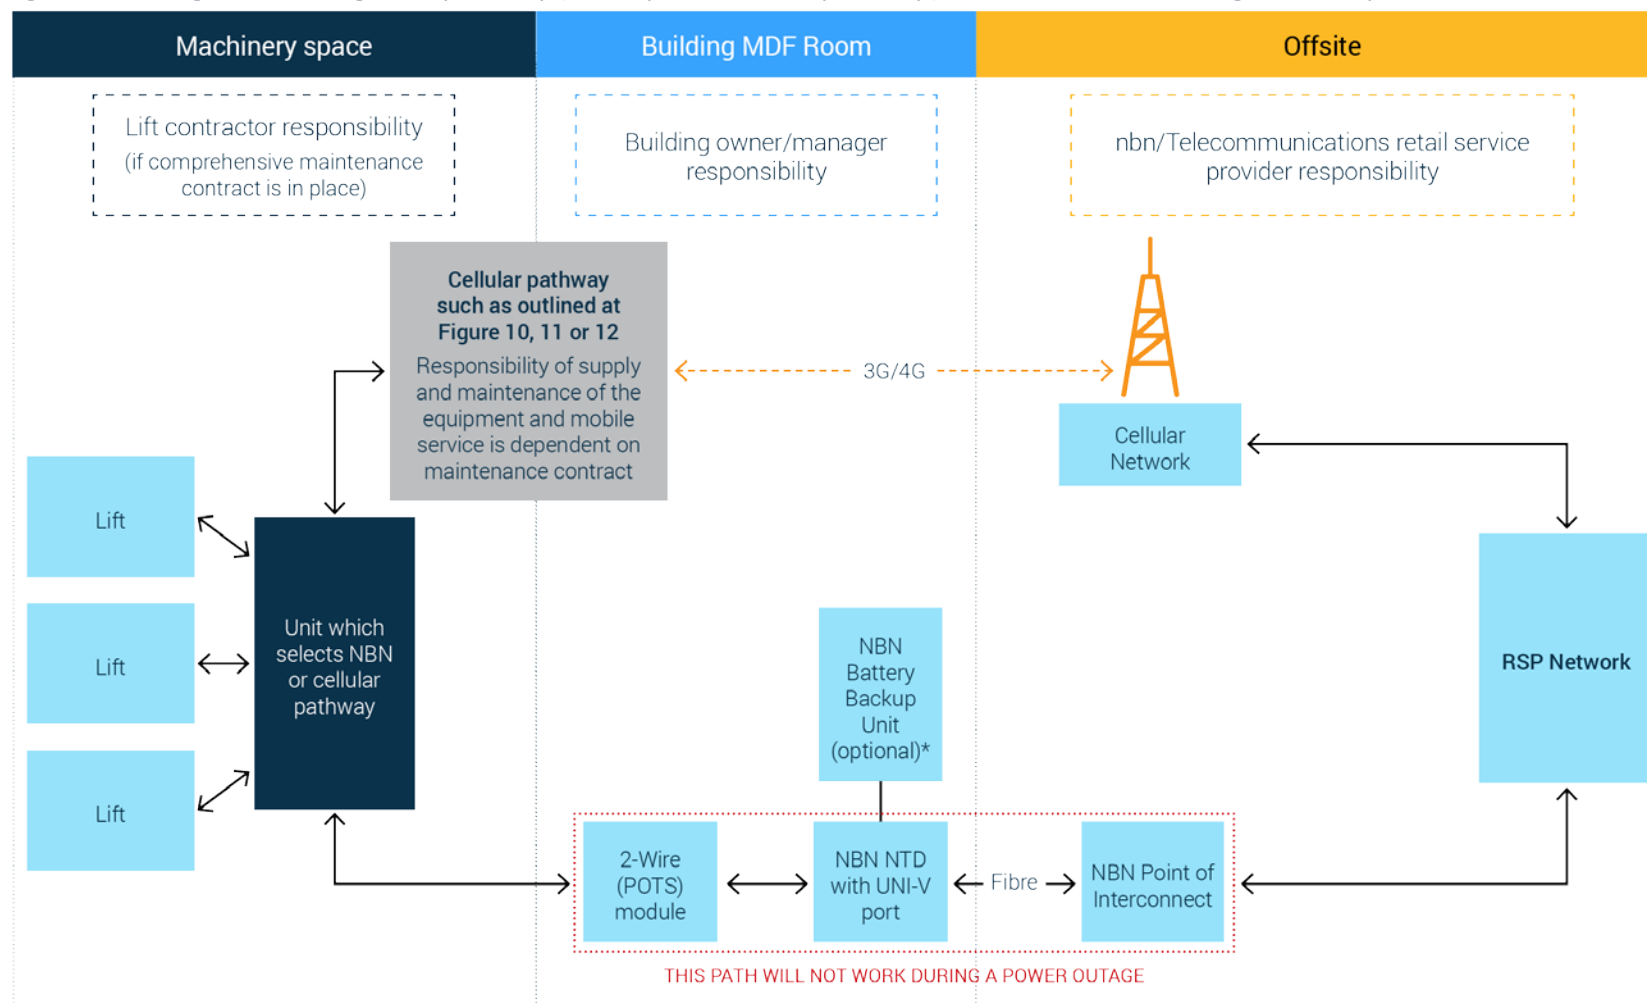 Machinery space
Building MDF Room
Offsite
Lift contractor responsibility
(if comprehensive maintenance
contract is in place)
Building owner/manager
responsibility
nbn/Telecommunications retail service
provider responsibility
Cellular pathway
such as outlined at
Figure 10, 11 or 12
Responsibility of supply
and maintenance of the
equipment and mobile
service is dependent on
maintenance contract
3G/4G
Cellular
Network
Lift
Lift
Lift
Unit which
selects NBN
or cellular
pathway
NBN
Battery
Backup
Unit
(optional)*
RSP Network
2-Wire
(POTS)
module
NBN NTD
with UNI-V
port
Fibre
NBN Point of
Interconnect
THIS PATH WILL NOT WORK DURING A POWER OUTAGE